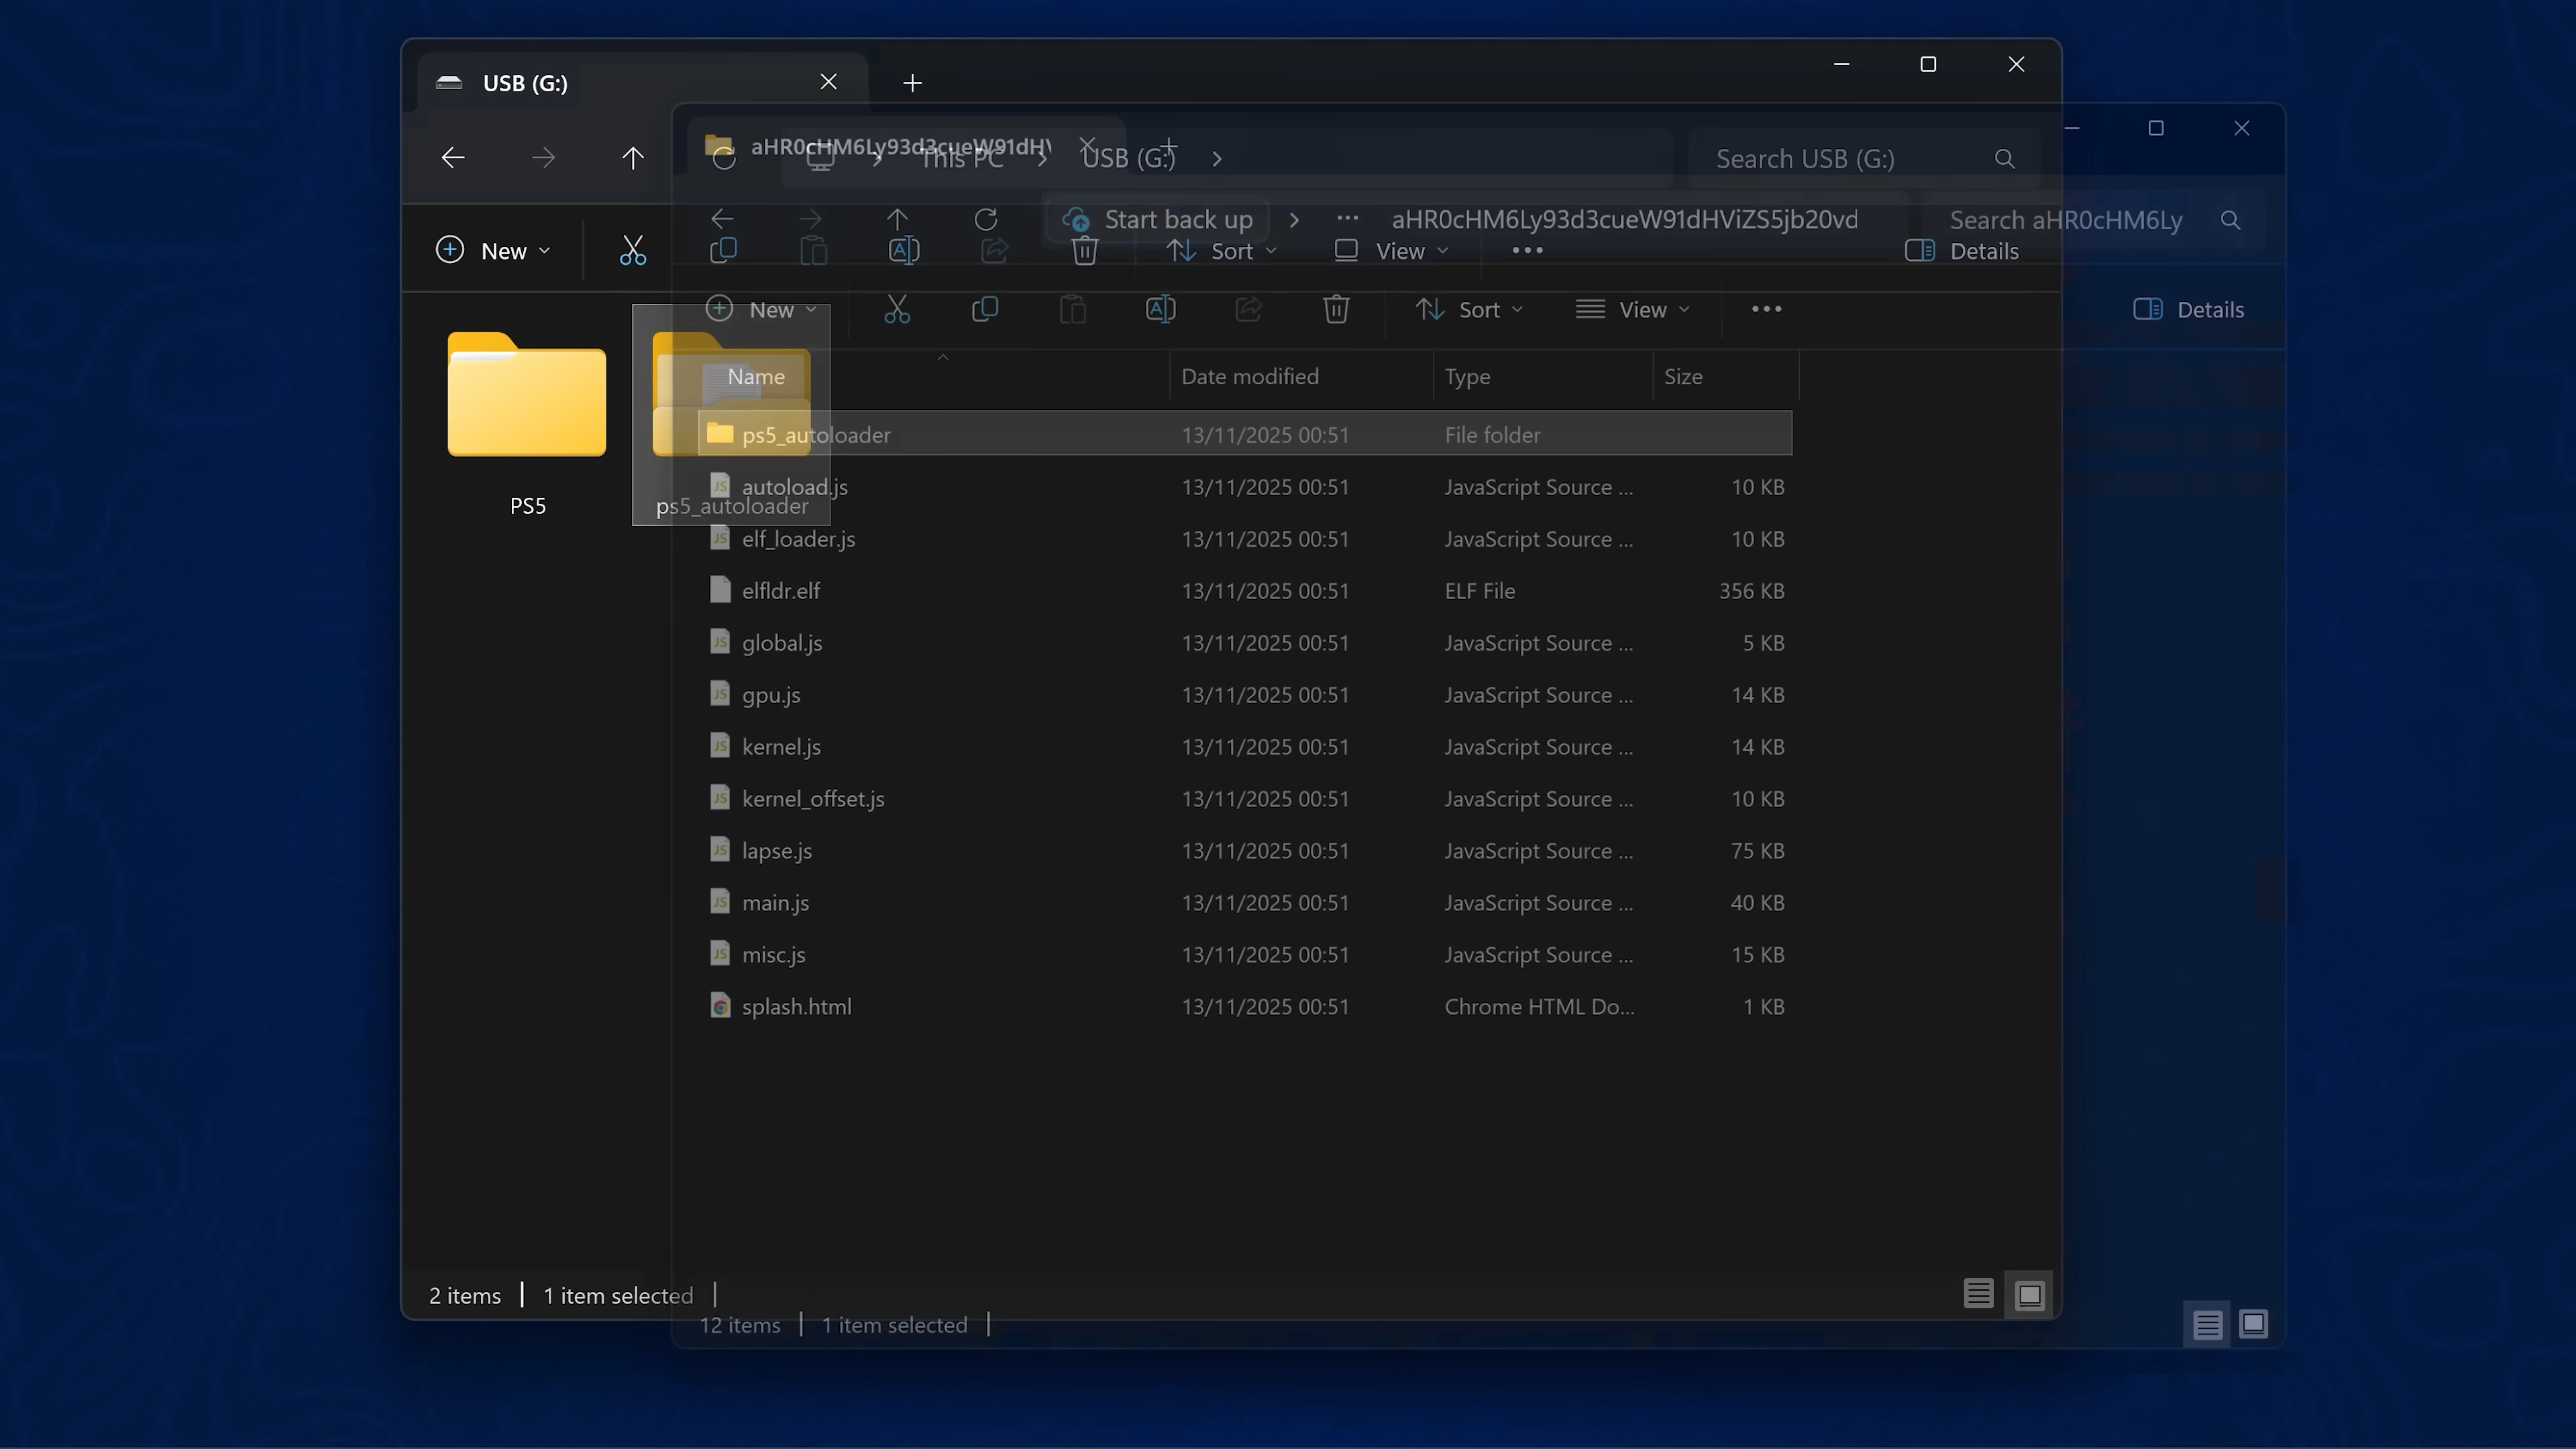 USB (G:)
aHR0cHM6Ly93d3cueW91dHV
This PC
USB (G:)
Search USB (G:)
Start back up
aHR0cHM6Ly93d3cueW91dHViZS5jb20vd
Search aHR0cHM6Ly
New
Sort
View
Details
New
Sort
View
Details
Name
Date modified
Type
Size
ps5_autoloader 13/11/2025 00:51 File folder
autoload.js 13/11/2025 00:51 JavaScript Source ... 10 KB
PS5
ps5_autoloader
elf_loader.js 13/11/2025 00:51 JavaScript Source ... 10 KB
elfldr.elf 13/11/2025 00:51 ELF File 356 KB
global.js 13/11/2025 00:51 JavaScript Source ... 5 KB
gpu.js 13/11/2025 00:51 JavaScript Source ... 14 KB
kernel.js 13/11/2025 00:51 JavaScript Source ... 14 KB
kernel_offset.js 13/11/2025 00:51 JavaScript Source ... 10 KB
lapse.js 13/11/2025 00:51 JavaScript Source ... 75 KB
main.js 13/11/2025 00:51 JavaScript Source ... 40 KB
misc.js 13/11/2025 00:51 JavaScript Source ... 15 KB
splash.html 13/11/2025 00:51 Chrome HTML Do... 1 KB
2 items
1 item selected
12 items
1 item selected